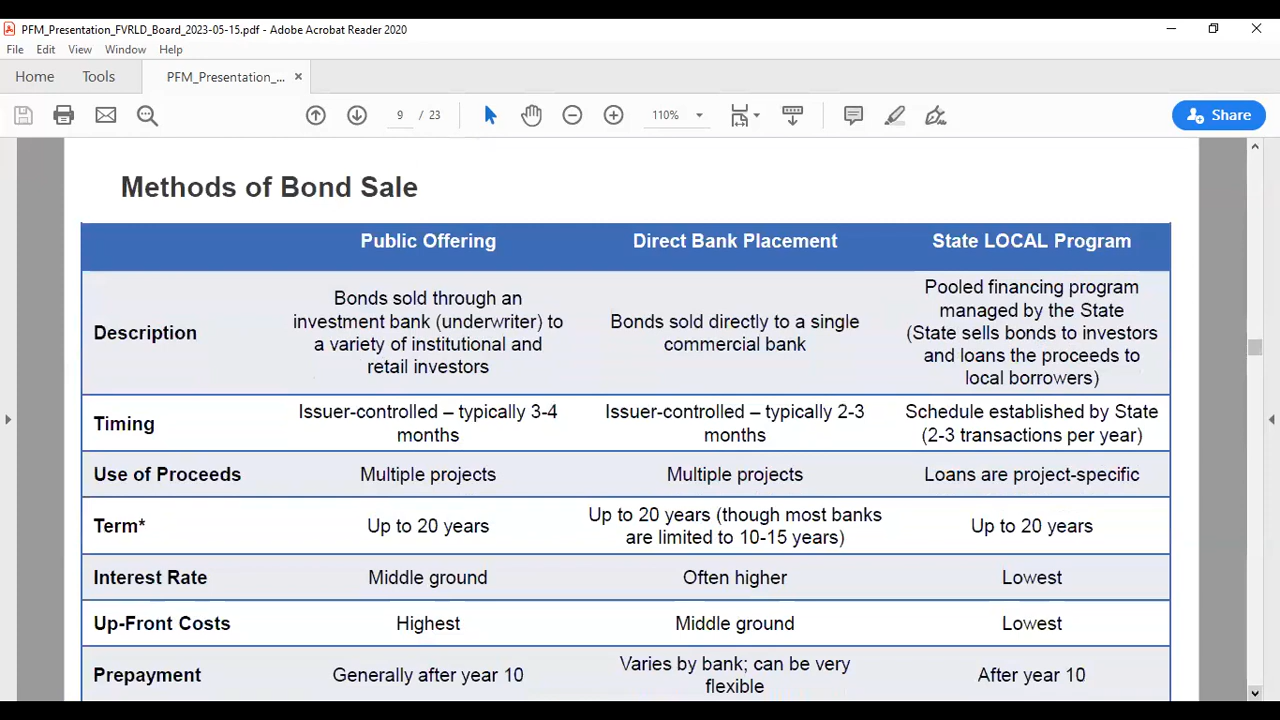 PFM_Presentation_FVRLD_Board_2023-05-15.pdf - Adobe Acrobat Reader 2020
File Edit View Window Help
Home Tools PFM_Presentation_... ×
9 / 23 110% Share
Methods of Bond Sale
Public Offering Direct Bank Placement State LOCAL Program
Description
Bonds sold through an
investment bank (underwriter) to
a variety of institutional and
retail investors
Bonds sold directly to a single
commercial bank
Pooled financing program
managed by the State
(State sells bonds to investors
and loans the proceeds to
local borrowers)
Timing
Issuer-controlled – typically 3-4
months
Issuer-controlled – typically 2-3
months
Schedule established by State
(2-3 transactions per year)
Use of Proceeds Multiple projects Multiple projects Loans are project-specific
Term*
Up to 20 years
Up to 20 years (though most banks
are limited to 10-15 years)
Up to 20 years
Interest Rate Middle ground Often higher Lowest
Up-Front Costs Highest Middle ground Lowest
Prepayment
Generally after year 10
Varies by bank; can be very
flexible
After year 10